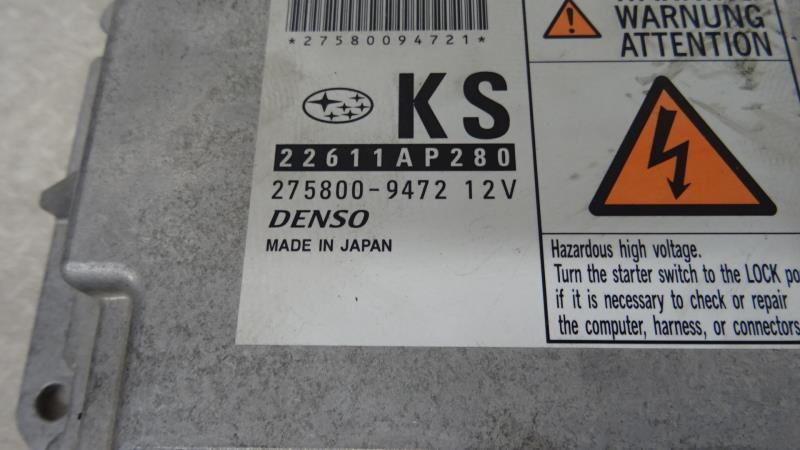 *27580094721*
KS
22611AP280
275800-9472 12V
DENSO
MADE IN JAPAN
WARNUNG
ATTENTION
Hazardous high voltage.
Turn the starter switch to the LOCK po
if it is necessary to check or repair
the computer, harness, or connectors